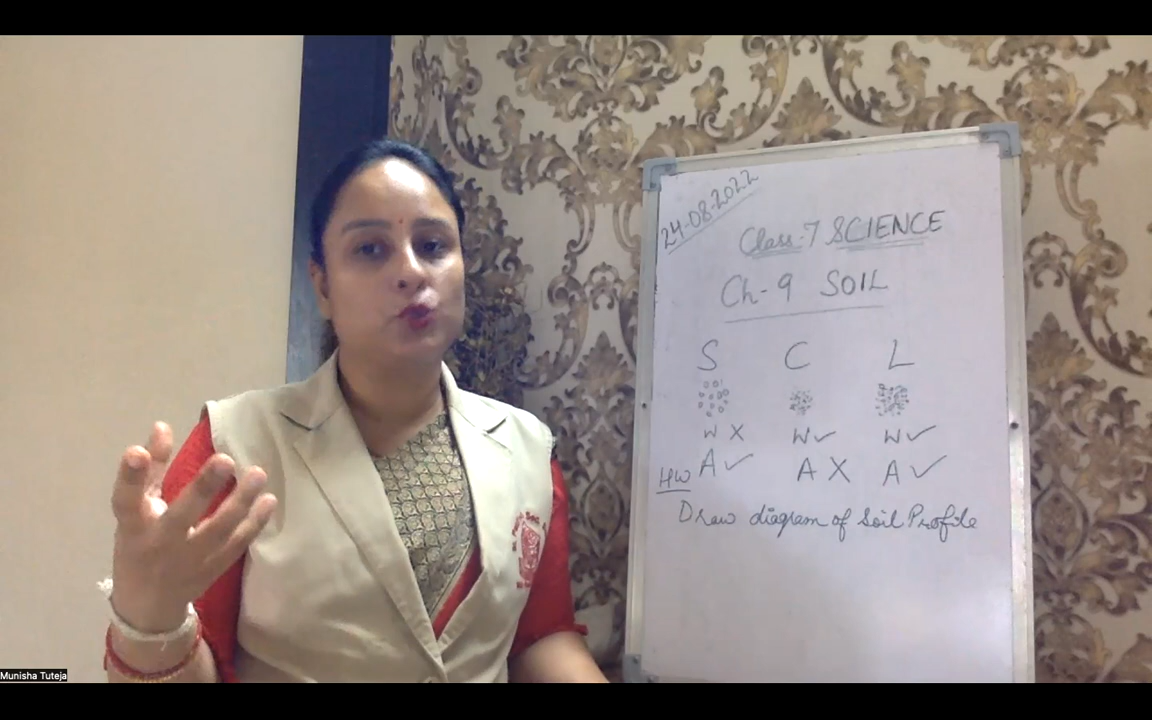 24-08-2022
Class-7 SCIENCE
Ch-9 SOIL
S C L
W X W ✓ W ✓
A ✓ A X A ✓
HW
Draw diagram of Soil Profile
Munisha Tuteja